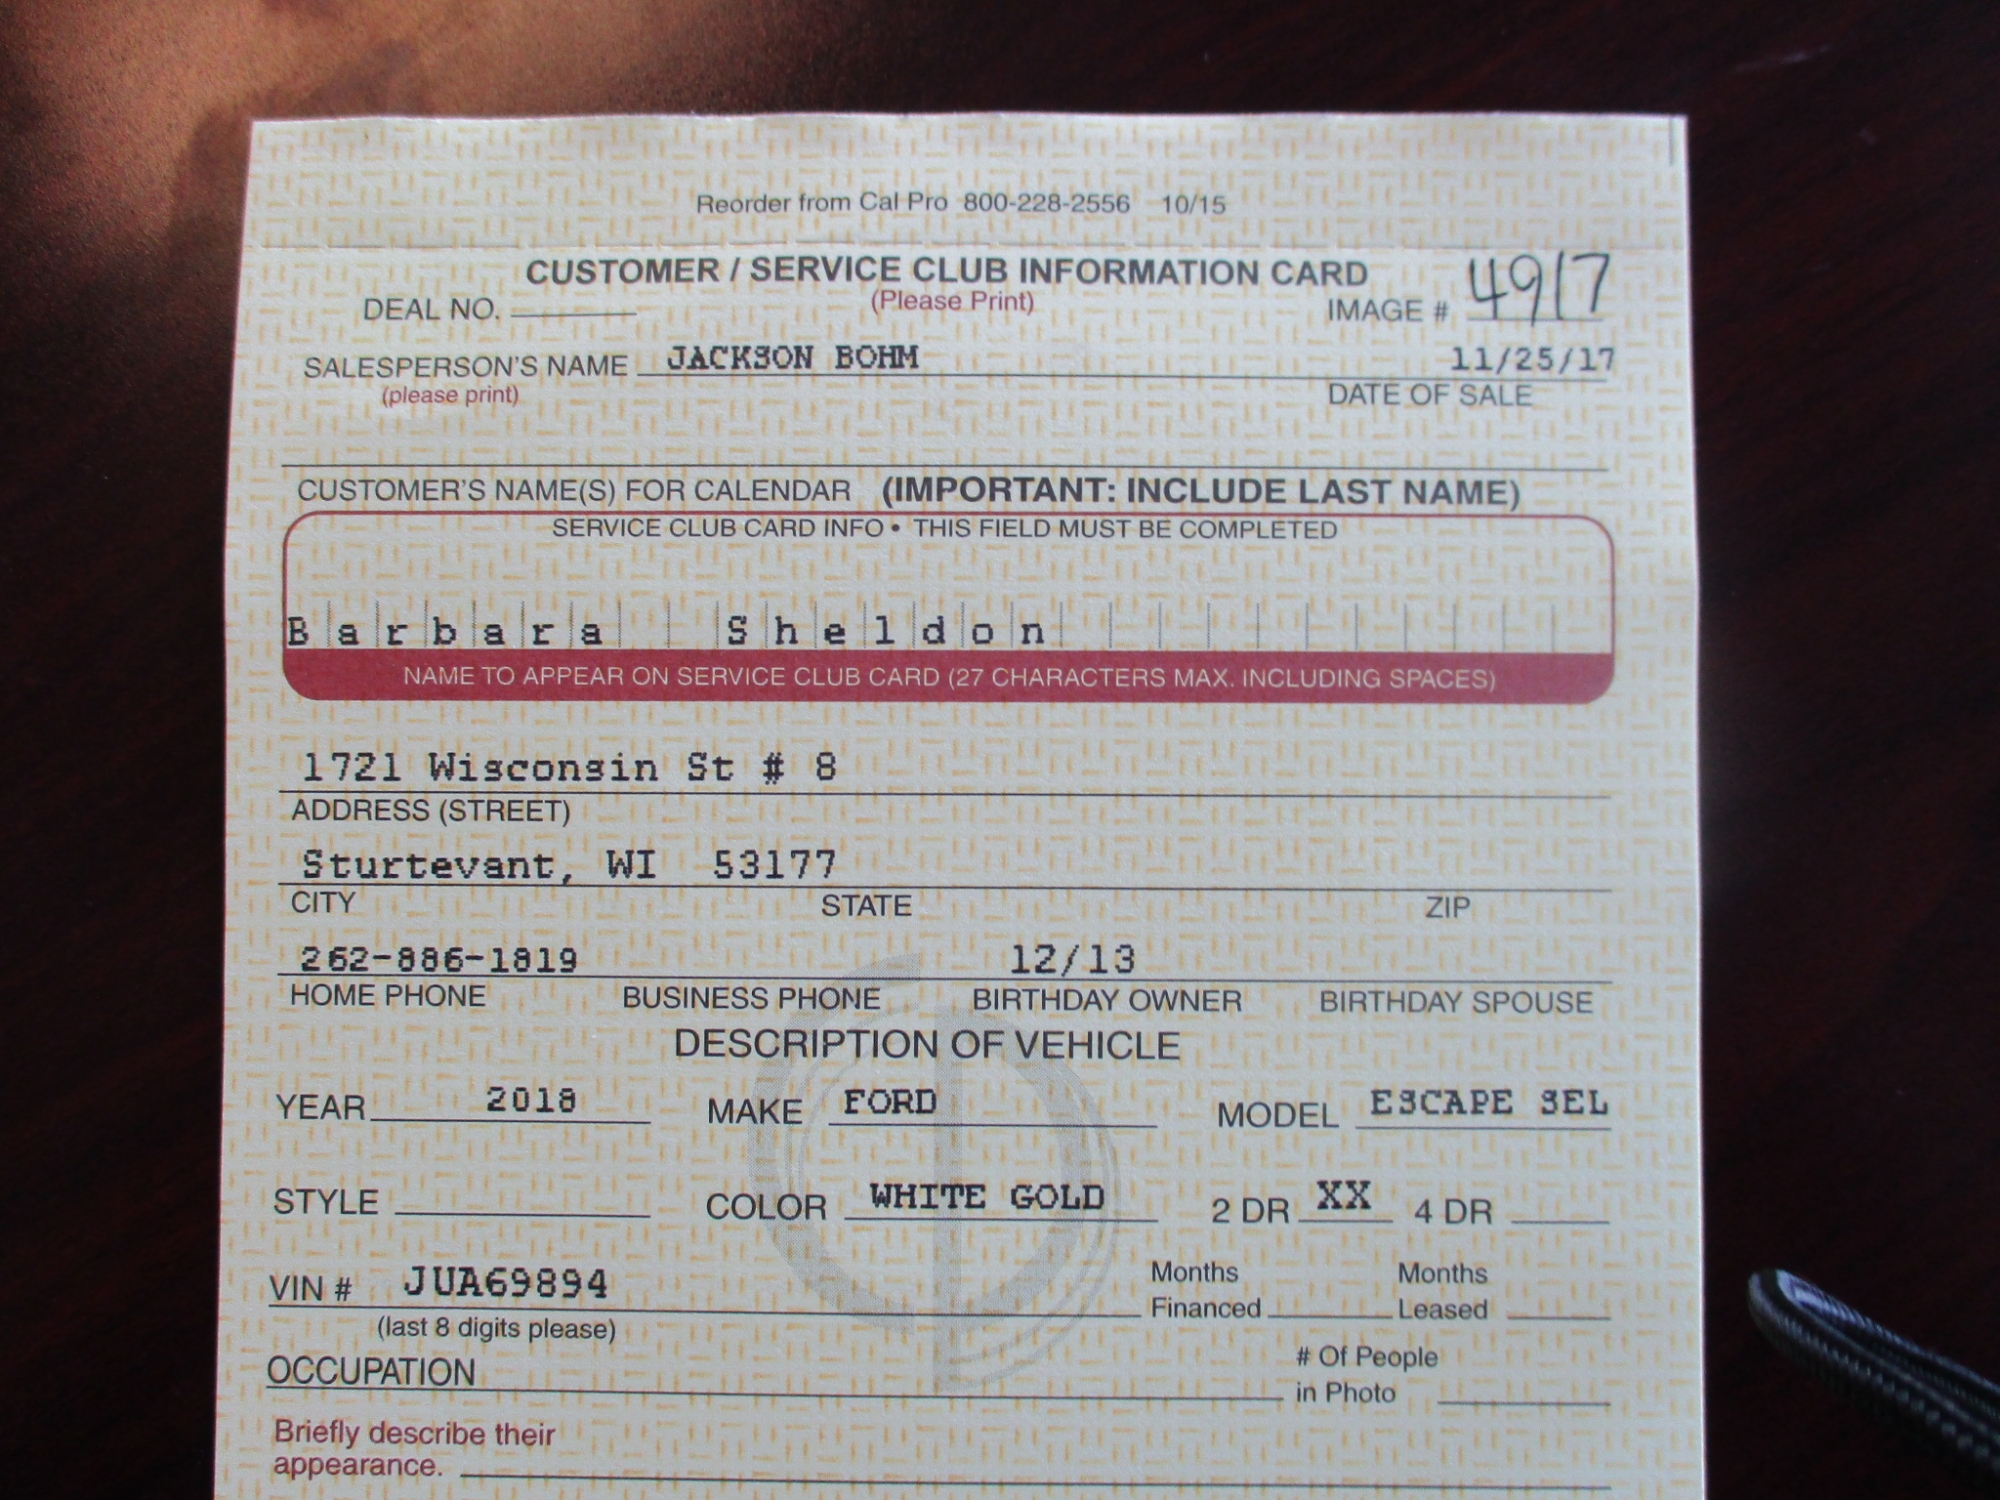 Reorder from Cal Pro 800-228-2556 10/15
CUSTOMER / SERVICE CLUB INFORMATION CARD
(Please Print)
DEAL NO. IMAGE # 4917
SALESPERSON'S NAME JACKSON BOHM 11/25/17
(please print) DATE OF SALE
CUSTOMER'S NAME(S) FOR CALENDAR (IMPORTANT: INCLUDE LAST NAME)
SERVICE CLUB CARD INFO • THIS FIELD MUST BE COMPLETED
Barbara Sheldon
NAME TO APPEAR ON SERVICE CLUB CARD (27 CHARACTERS MAX. INCLUDING SPACES)
1721 Wisconsin St # 8
ADDRESS (STREET)
Sturtevant, WI 53177
CITY STATE ZIP
262-886-1819 12/13
HOME PHONE BUSINESS PHONE BIRTHDAY OWNER BIRTHDAY SPOUSE
DESCRIPTION OF VEHICLE
YEAR 2018 MAKE FORD MODEL ESCAPE SEL
STYLE COLOR WHITE GOLD 2 DR XX 4 DR
VIN # JUA69894 Months Financed Months Leased
(last 8 digits please)
OCCUPATION # Of People in Photo
Briefly describe their
appearance.